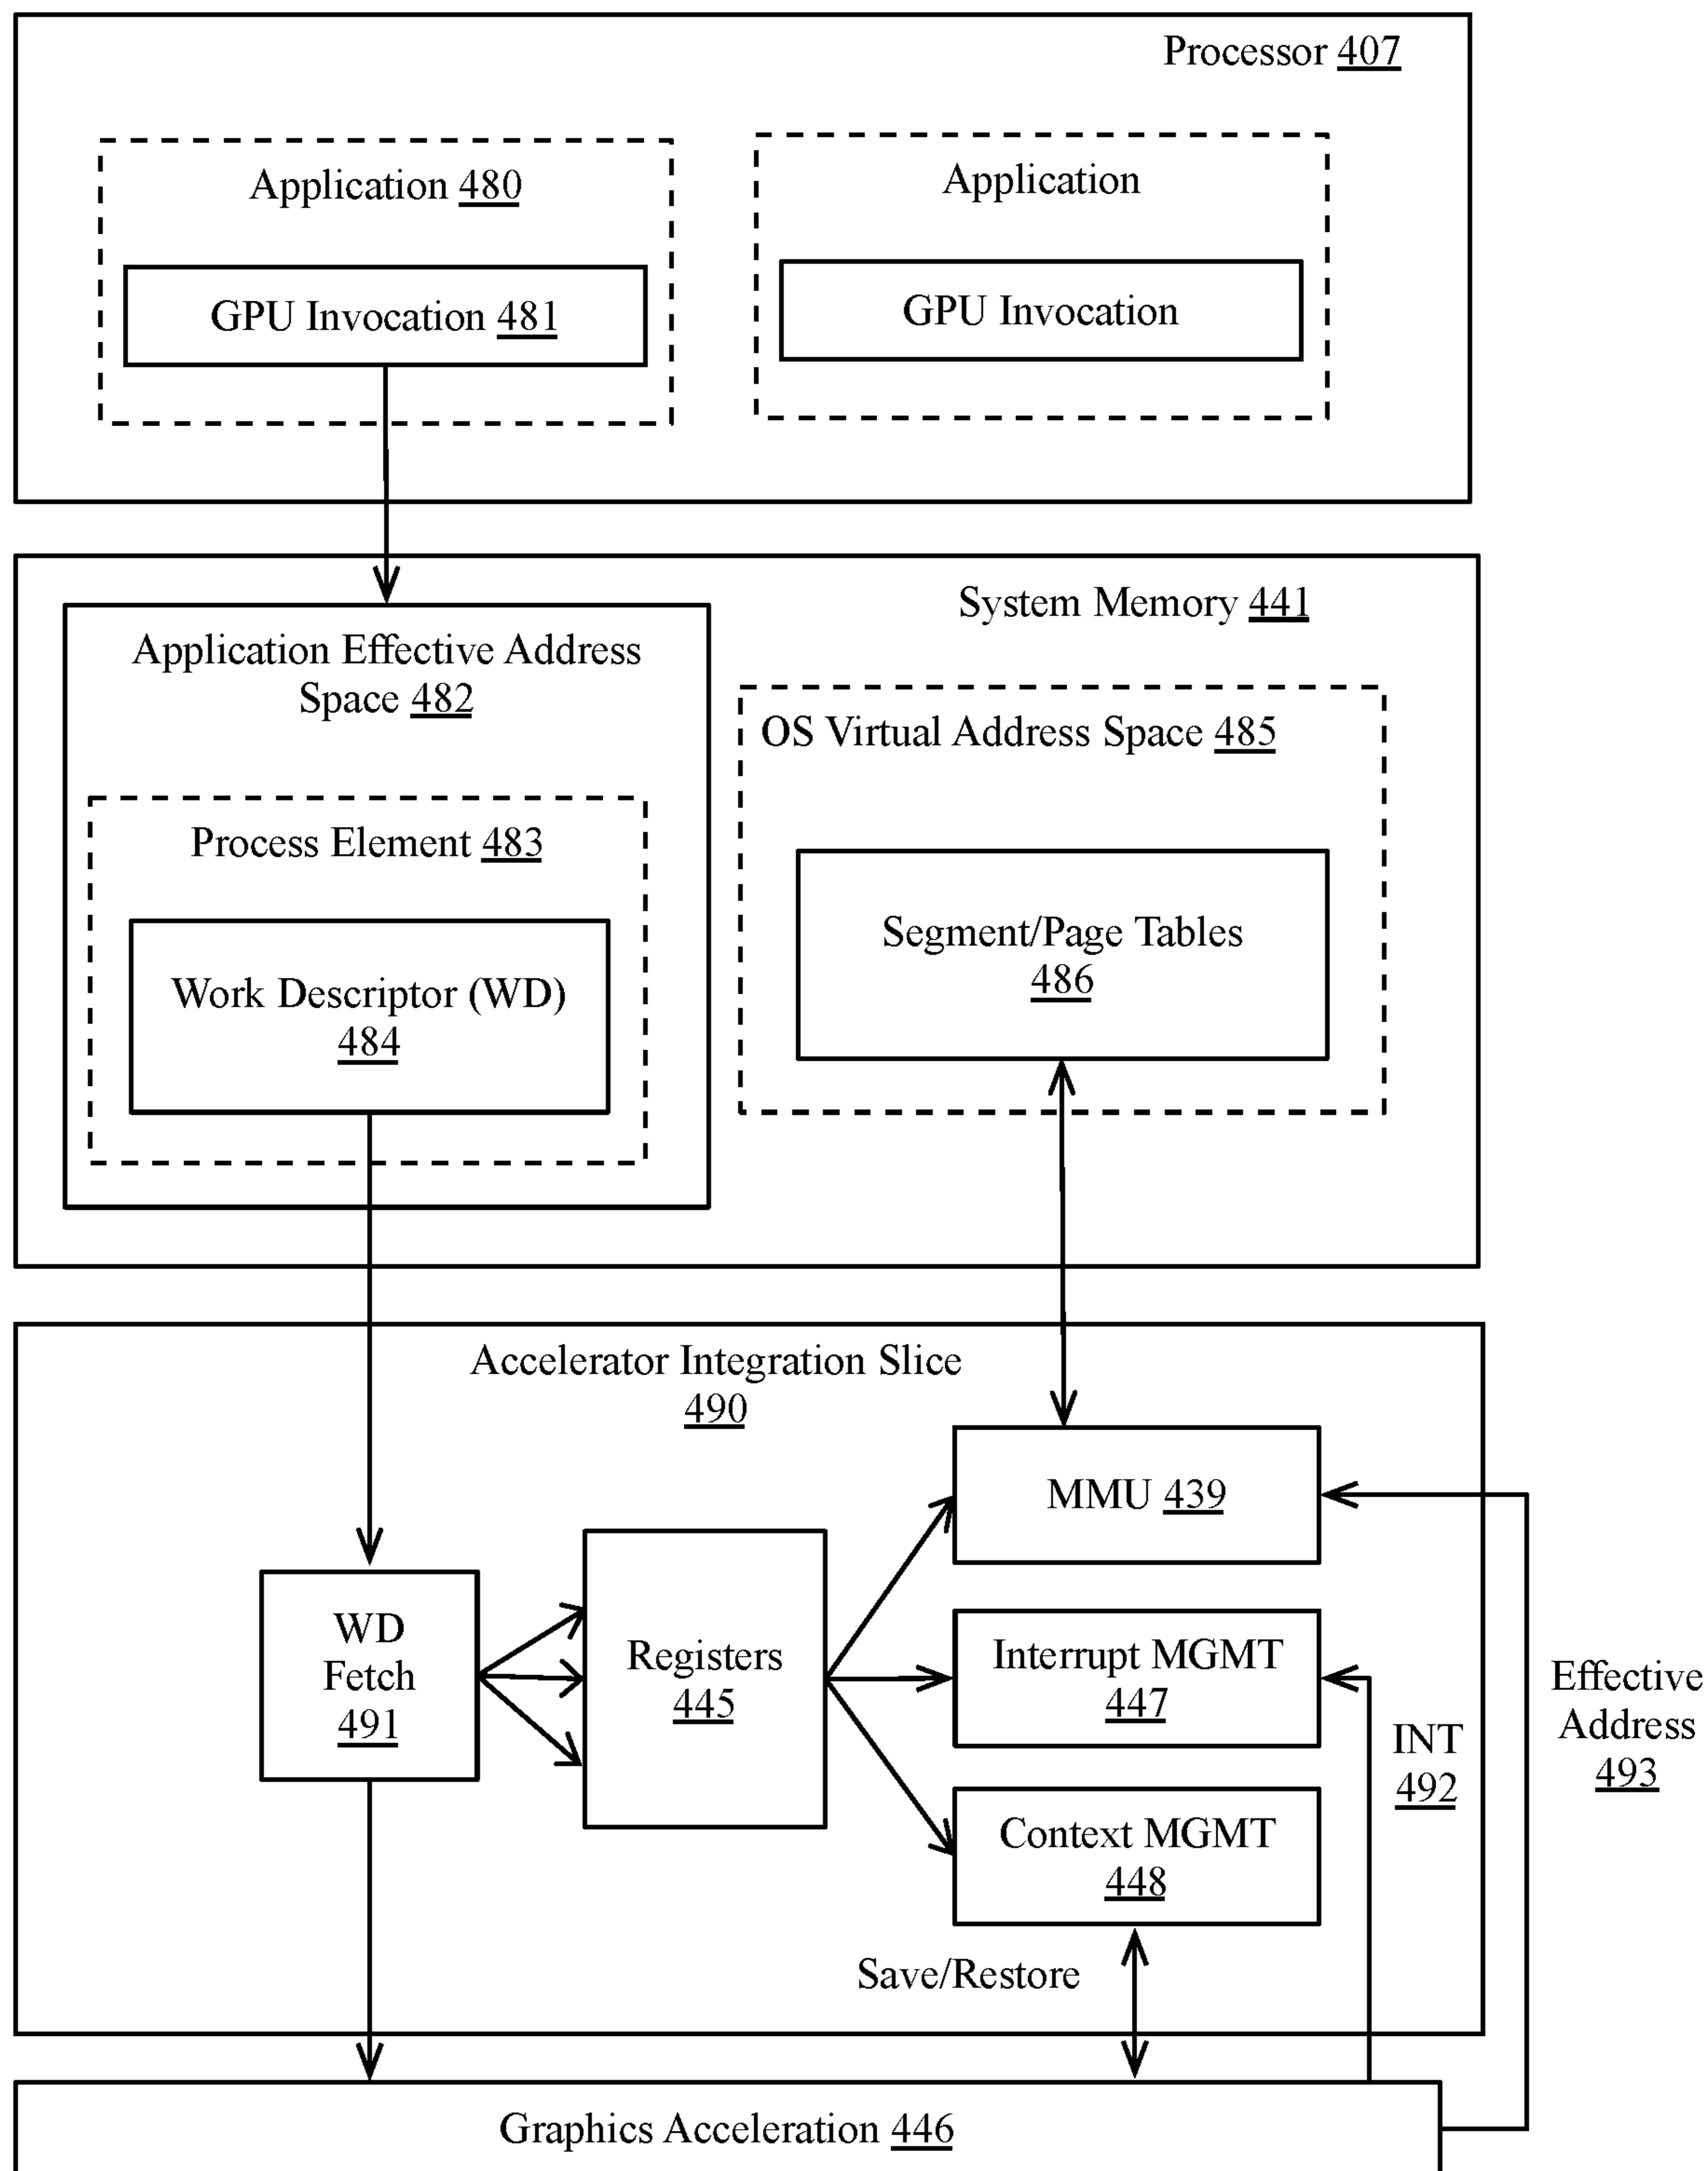 Processor 407
Application 480
GPU Invocation 481
Application
GPU Invocation
System Memory 441
Application Effective Address
Space 482
Process Element 483
Work Descriptor (WD)
484
OS Virtual Address Space 485
Segment/Page Tables
486
Accelerator Integration Slice
490
WD
Fetch
491
Registers
445
MMU 439
Interrupt MGMT
447
Context MGMT
448
Save/Restore
INT
492
Effective
Address
493
Graphics Acceleration 446